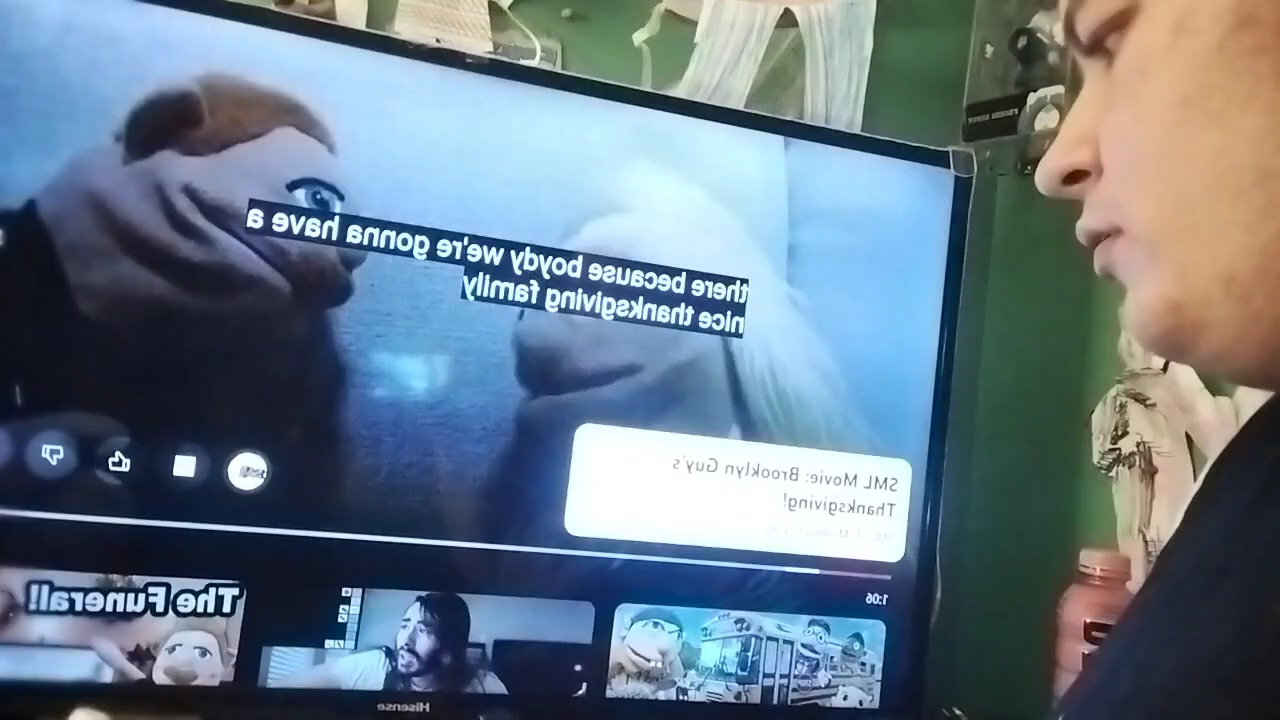 there because boydy we're gonna have a
nice thanksgiving family
SML Movie: Brooklyn Guy's
Thanksgiving!
1:06
The Funeral!
Hisense